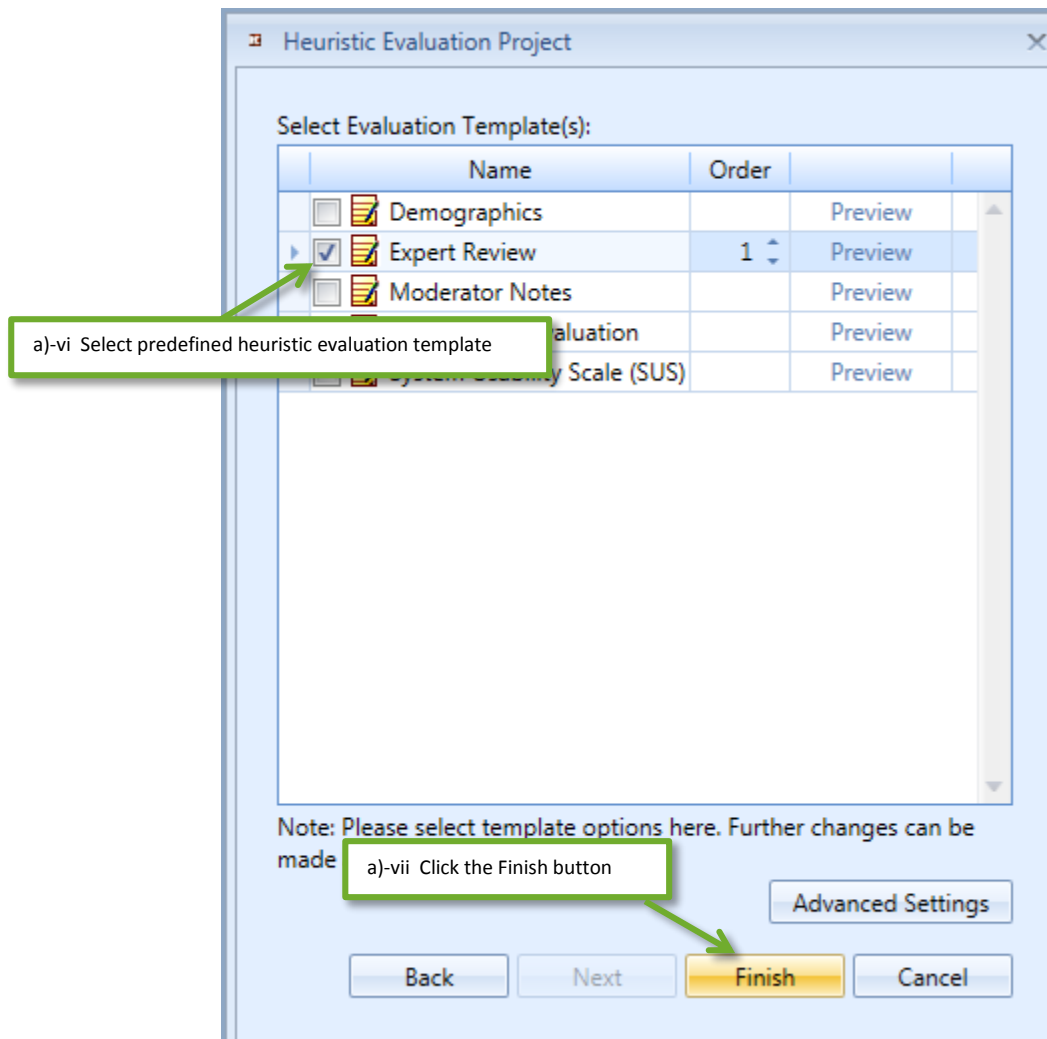 Heuristic Evaluation Project
Select Evaluation Template(s):
Name Order
Demographics Preview
Expert Review 1 Preview
Moderator Notes Preview
a)-vi Select predefined heuristic evaluation template
Preview
Scale (SUS) Preview
Note: Please select template options here. Further changes can be
made
a)-vii Click the Finish button
Advanced Settings
Back Next Finish Cancel